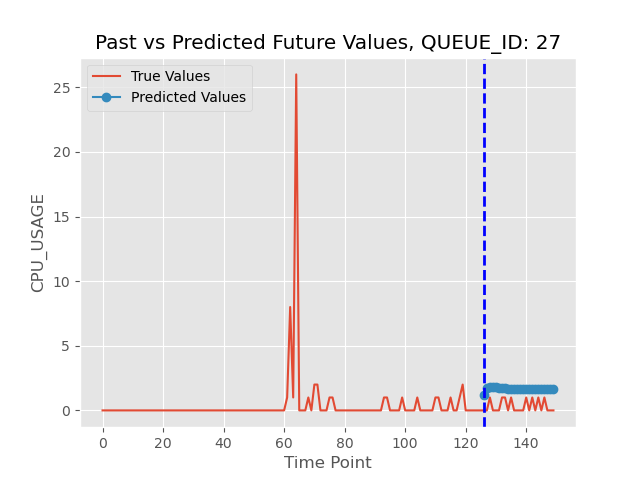 Past vs Predicted Future Values, QUEUE_ID: 27
True Values
Predicted Values
CPU_USAGE
25
20
15
10
5
0
0 20 40 60 80 100 120 140
Time Point